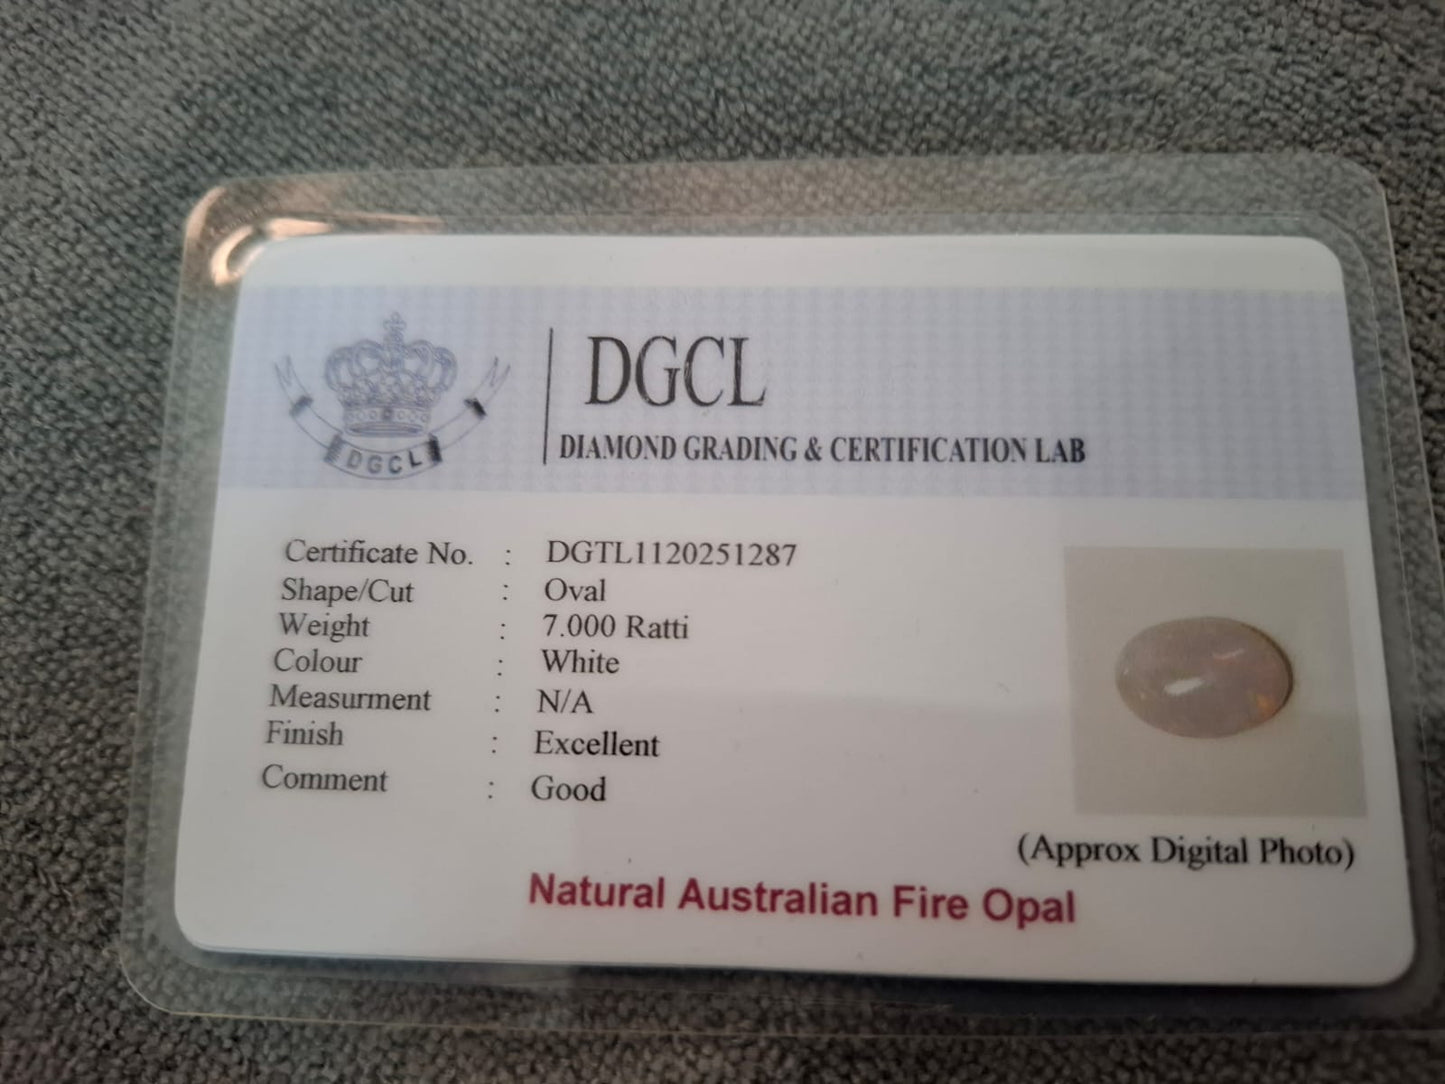 DGCL
DGCL
DIAMOND GRADING & CERTIFICATION LAB
Certificate No. : DGTL1120251287
Shape/Cut : Oval
Weight : 7.000 Ratti
Colour : White
Measurment : N/A
Finish : Excellent
Comment : Good
(Approx Digital Photo)
Natural Australian Fire Opal